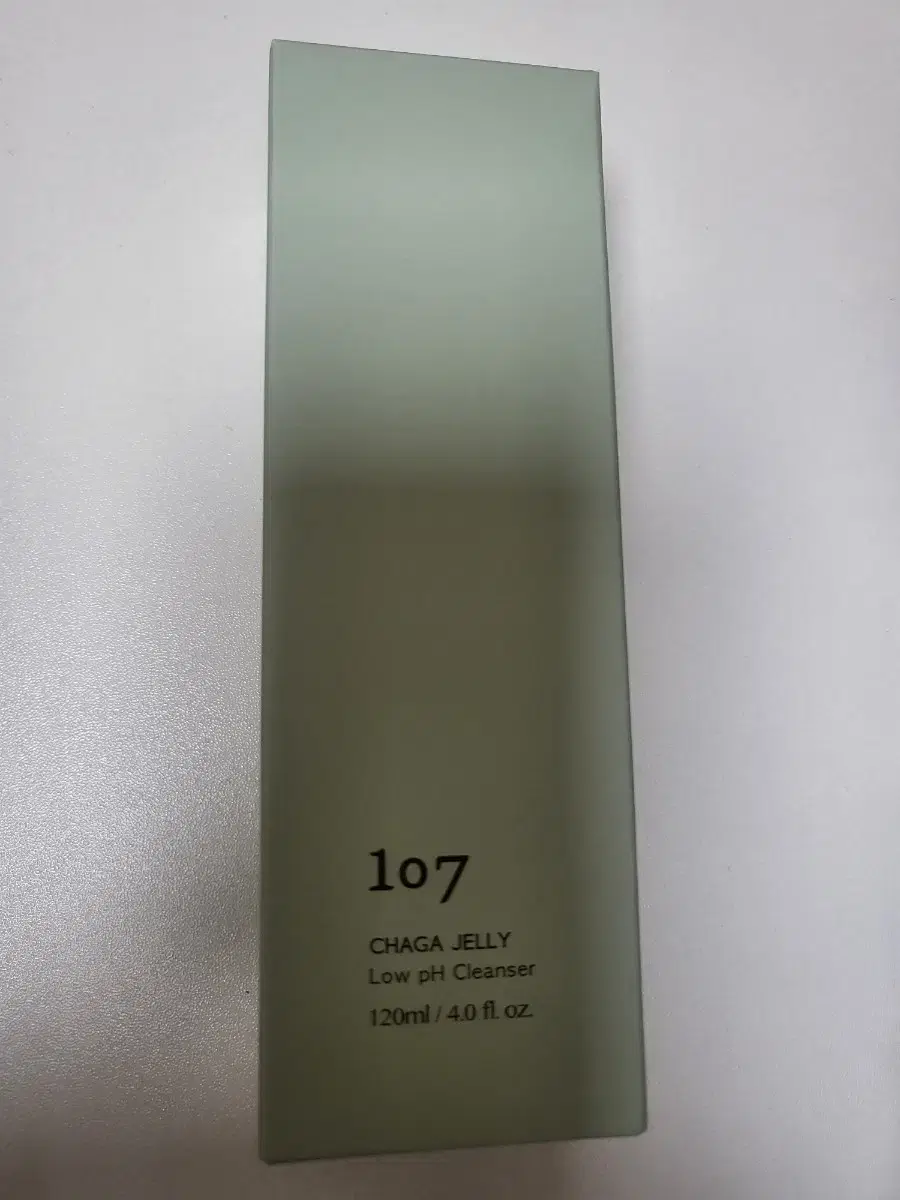 107
CHAGA JELLY
Low pH Cleanser
120ml / 4.0 fl. oz.